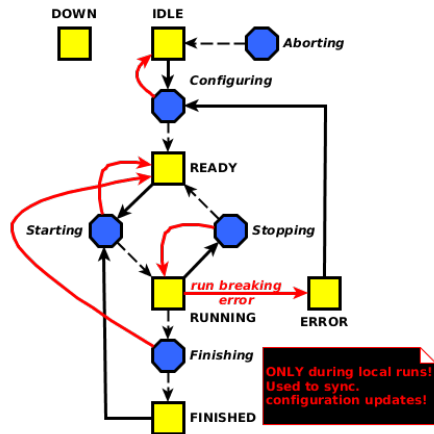 DOWN
IDLE
Aborting
Configuring
READY
Starting
Stopping
run breaking
error
RUNNING
ERROR
Finishing
ONLY during local runs!
Used to sync.
configuration updates!
FINISHED